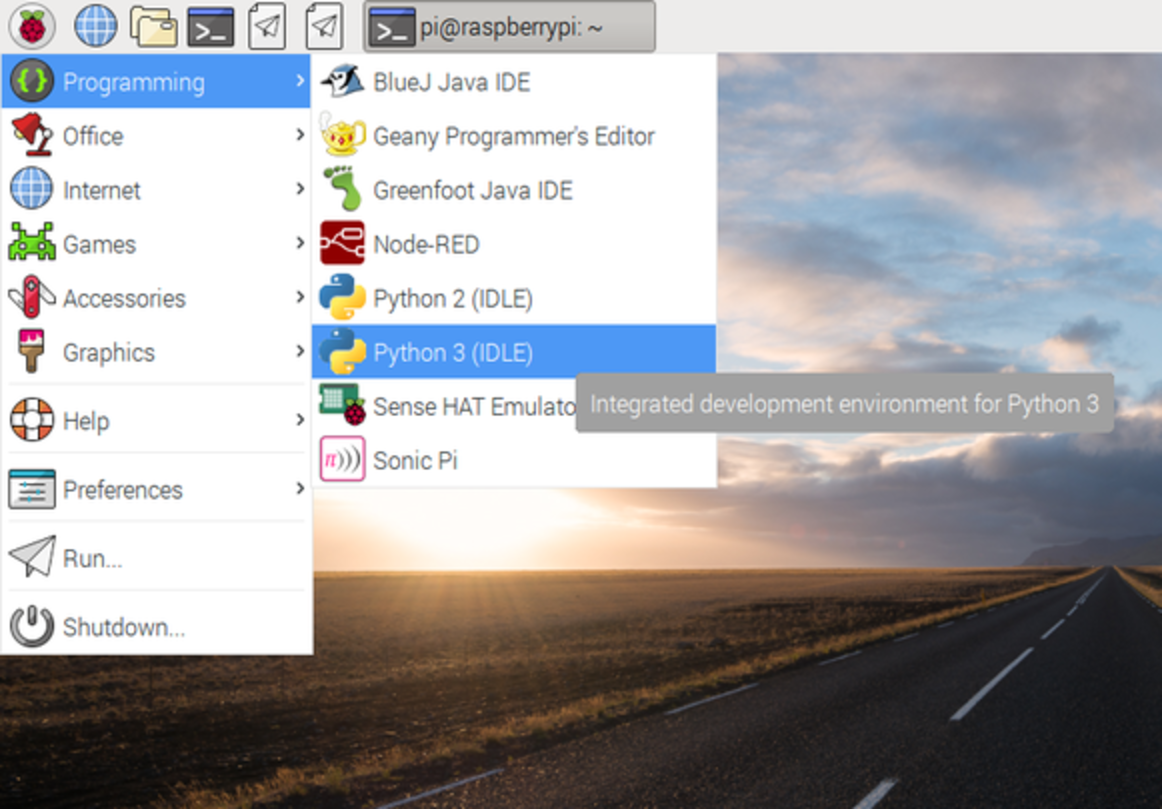 pi@raspberrypi: ~
Programming
Office
Internet
Games
Accessories
Graphics
Help
Preferences
Run...
Shutdown...
BlueJ Java IDE
Geany Programmer's Editor
Greenfoot Java IDE
Node-RED
Python 2 (IDLE)
Python 3 (IDLE)
Sense HAT Emulato
Integrated development environment for Python 3
Sonic Pi